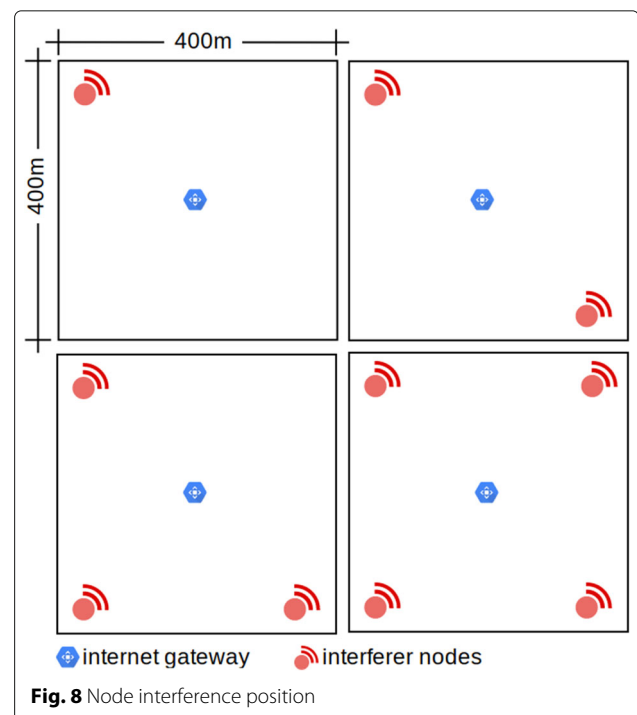 400m
400m
internet gateway
interferer nodes
Fig. 8 Node interference position